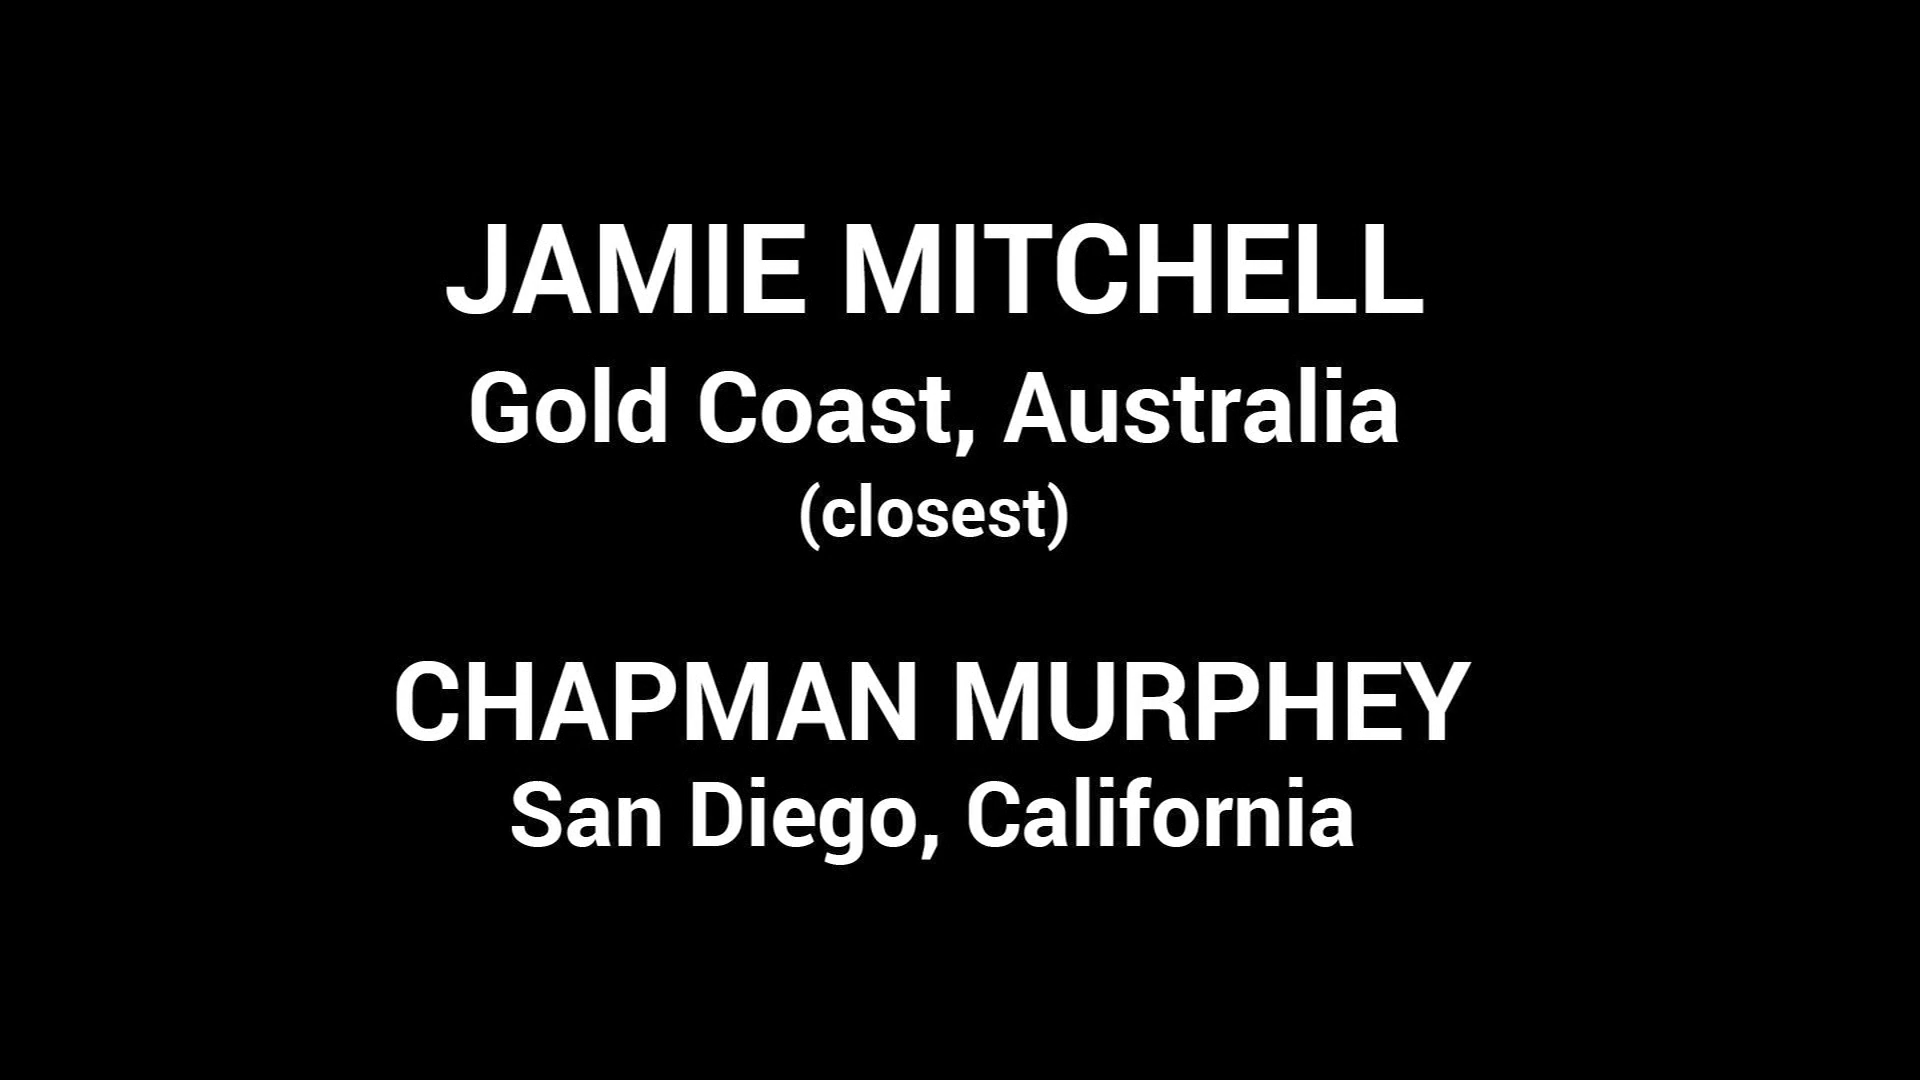 JAMIE MITCHELL
Gold Coast, Australia
(closest)
CHAPMAN MURPHEY
San Diego, California